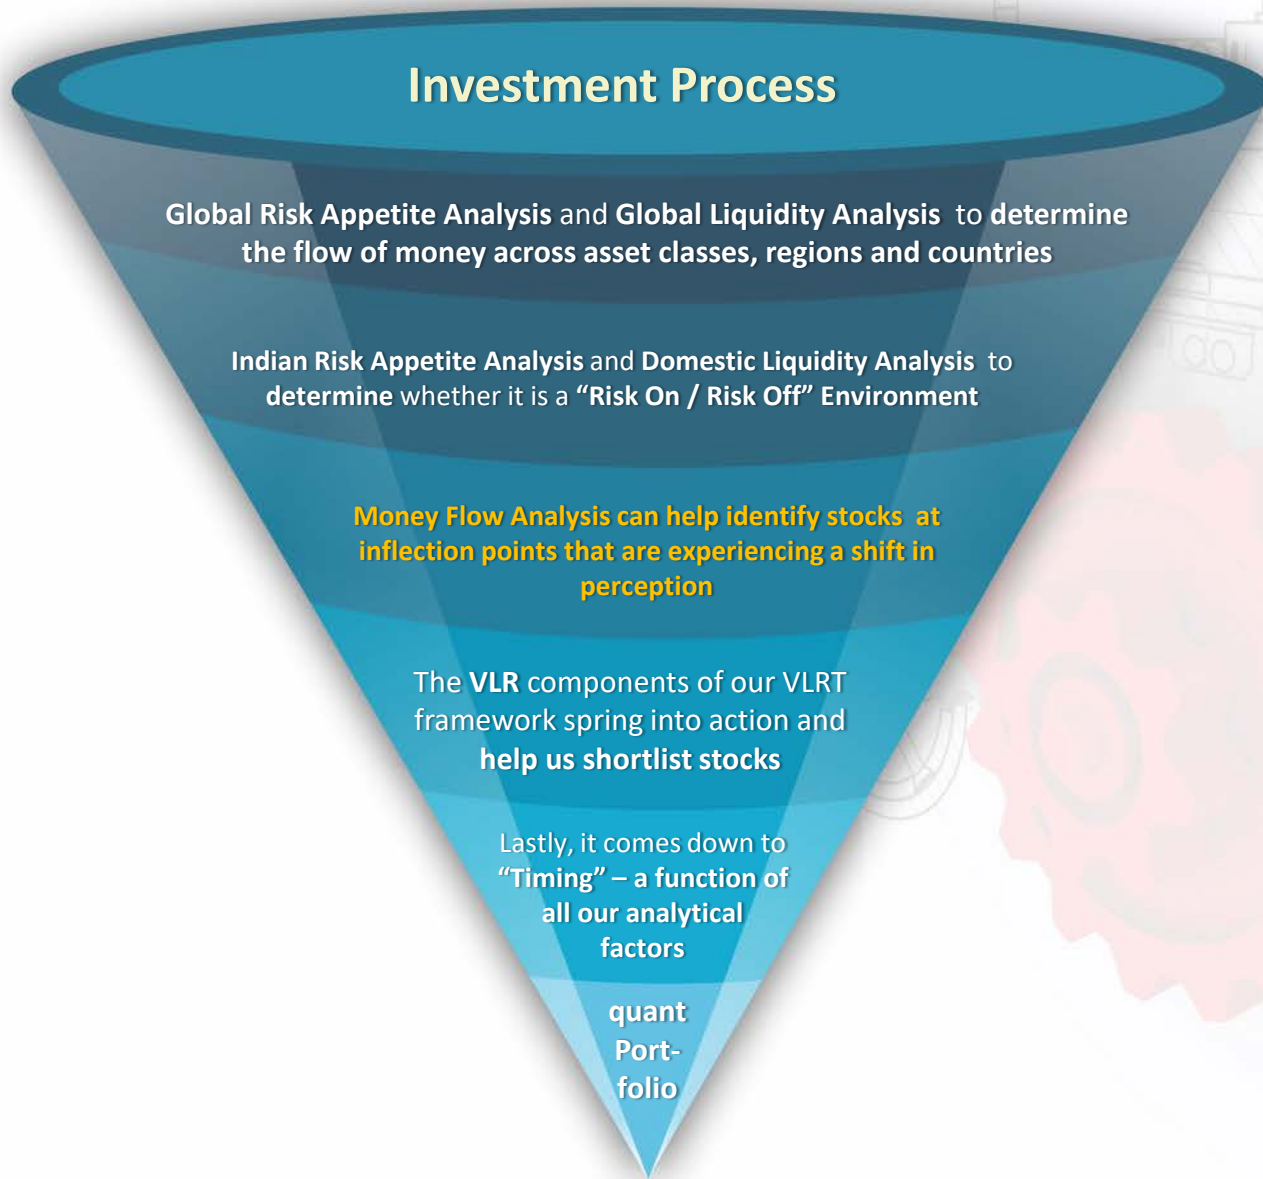 Investment Process
Global Risk Appetite Analysis and Global Liquidity Analysis to determine
the flow of money across asset classes, regions and countries
Indian Risk Appetite Analysis and Domestic Liquidity Analysis to
determine whether it is a “Risk On / Risk Off” Environment
Money Flow Analysis can help identify stocks at
inflection points that are experiencing a shift in
perception
The VLR components of our VLRT
framework spring into action and
help us shortlist stocks
Lastly, it comes down to
“Timing” – a function of
all our analytical
factors
quant
Port-
folio